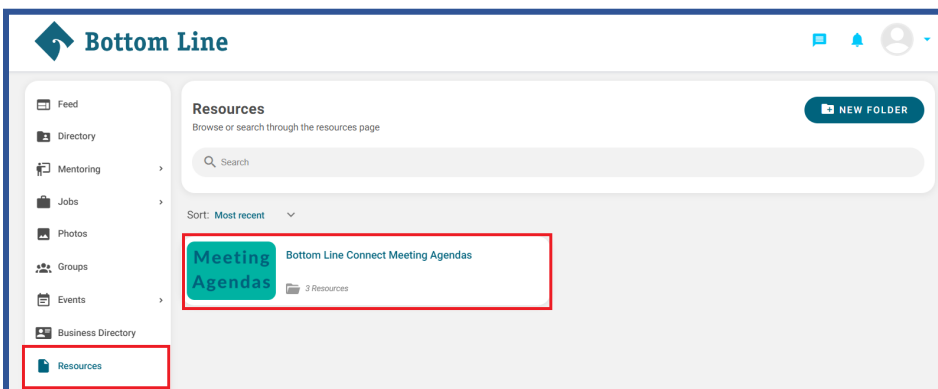 Bottom Line
Feed
Directory
Mentoring
Jobs
Photos
Groups
Events
Business Directory
Resources
Resources
Browse or search through the resources page
NEW FOLDER
Search
Sort: Most recent
Meeting
Agendas
Bottom Line Connect Meeting Agendas
3 Resources